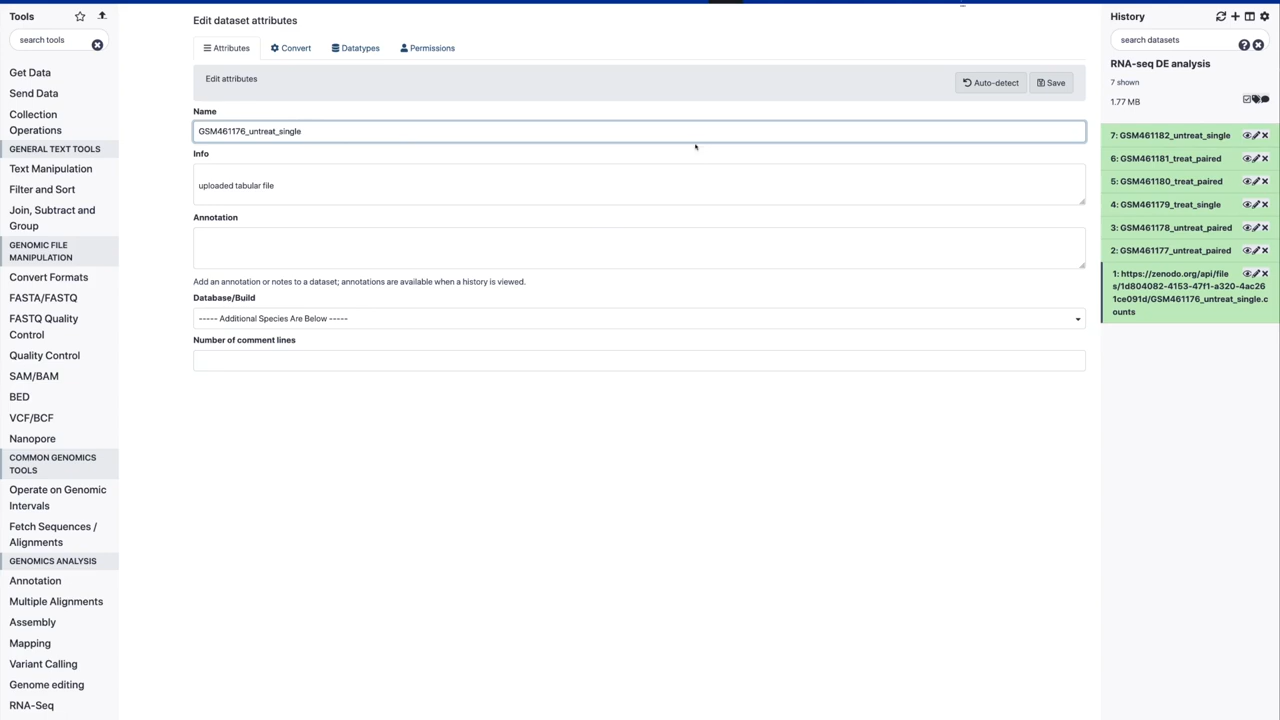 Tools
search tools
Get Data
Send Data
Collection
Operations
GENERAL TEXT TOOLS
Text Manipulation
Filter and Sort
Join, Subtract and
Group
GENOMIC FILE
MANIPULATION
Convert Formats
FASTA/FASTQ
FASTQ Quality
Control
Quality Control
SAM/BAM
BED
VCF/BCF
Nanopore
COMMON GENOMICS
TOOLS
Operate on Genomic
Intervals
Fetch Sequences /
Alignments
GENOMICS ANALYSIS
Annotation
Multiple Alignments
Assembly
Mapping
Variant Calling
Genome editing
RNA-Seq
Edit dataset attributes
Attributes
Convert
Datatypes
Permissions
Edit attributes
Auto-detect
Save
Name
GSM461176_untreat_single
Info
uploaded tabular file
Annotation
Add an annotation or notes to a dataset; annotations are available when a history is viewed.
Database/Build
----- Additional Species Are Below -----
Number of comment lines
History
search datasets
RNA-seq DE analysis
7 shown
1.77 MB
7: GSM461182_untreat_single
6: GSM461181_treat_paired
5: GSM461180_treat_paired
4: GSM461179_treat_single
3: GSM461178_untreat_paired
2: GSM461177_untreat_paired
1: https://zenodo.org/api/file
s/1d804082-4153-47f1-a320-4ac26
1ce091d/GSM461176_untreat_single.c
ounts